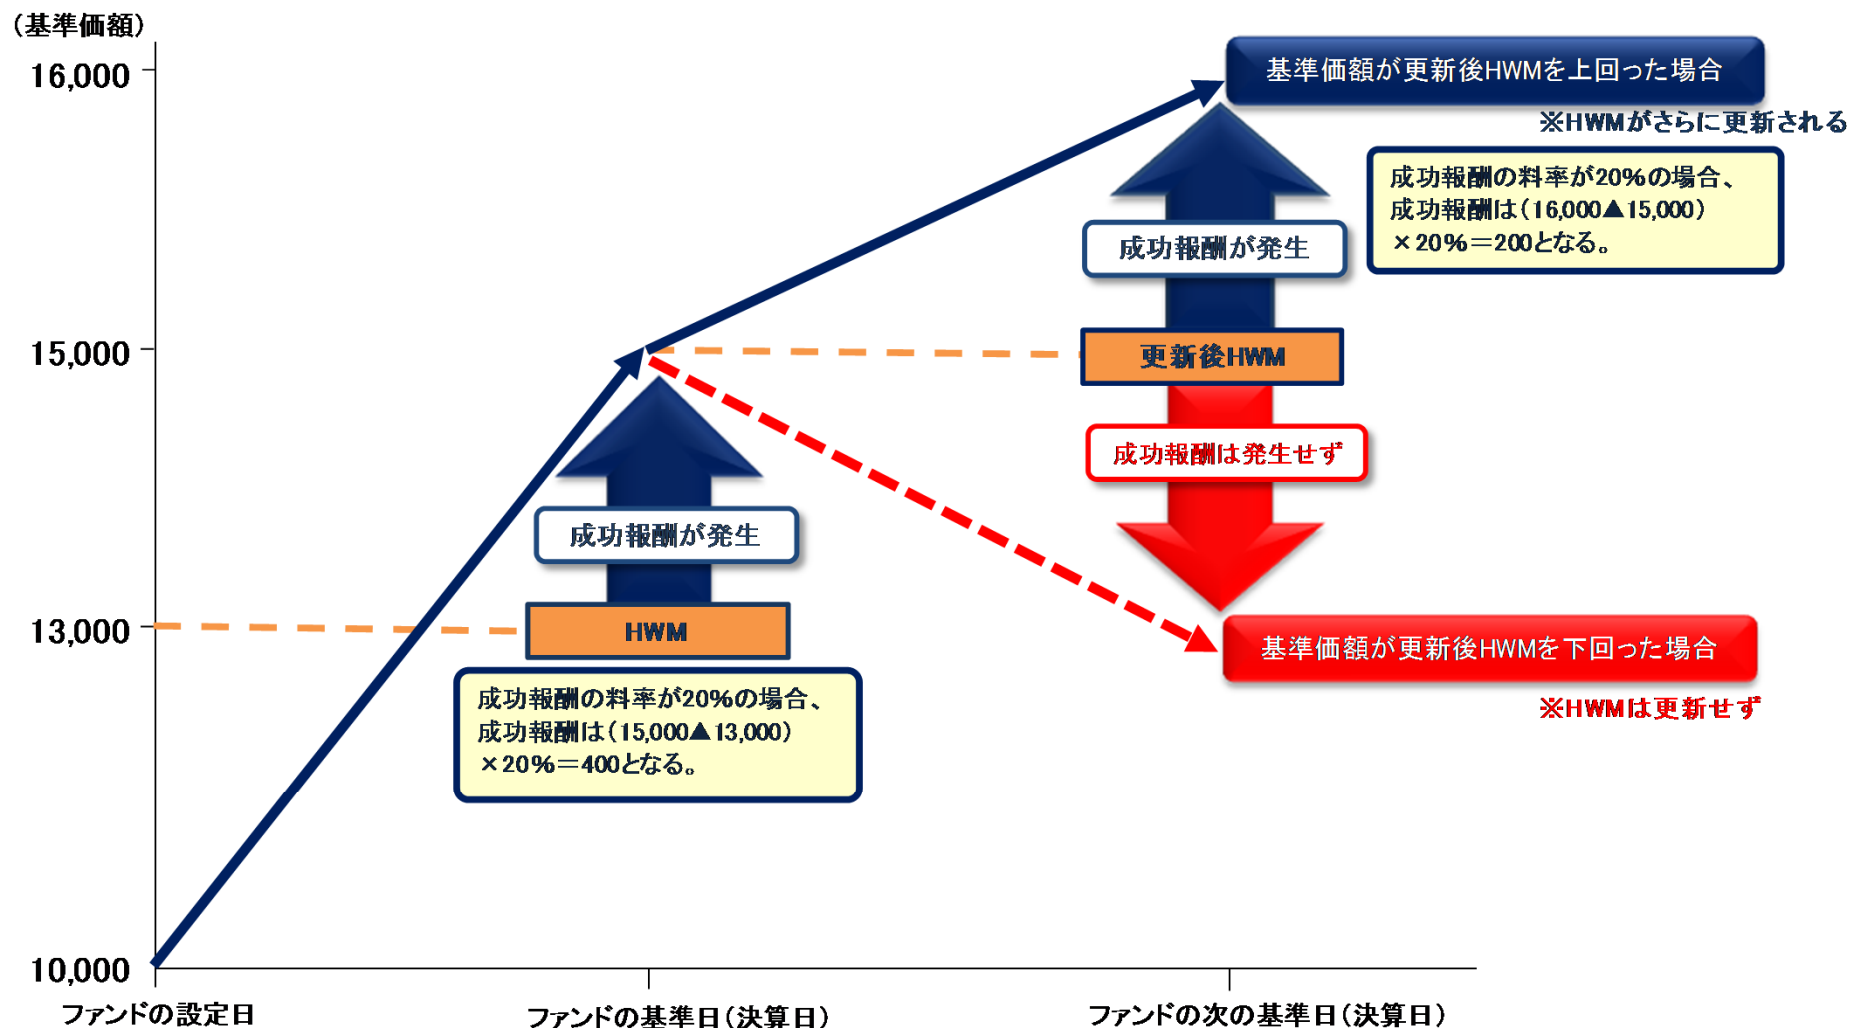 (基準価額)
16,000
基準価額が更新後HWMを上回った場合
※HWMがさらに更新される
成功報酬の料率が20%の場合、
成功報酬は(16,000▲15,000)
×20%=200となる。
成功報酬が発生
15,000
更新後HWM
成功報酬は発生せず
成功報酬が発生
13,000
HWM
基準価額が更新後HWMを下回った場合
※HWMは更新せず
成功報酬の料率が20%の場合、
成功報酬は(15,000▲13,000)
×20%=400となる。
10,000
ファンドの設定日
ファンドの基準日(決算日)
ファンドの次の基準日(決算日)